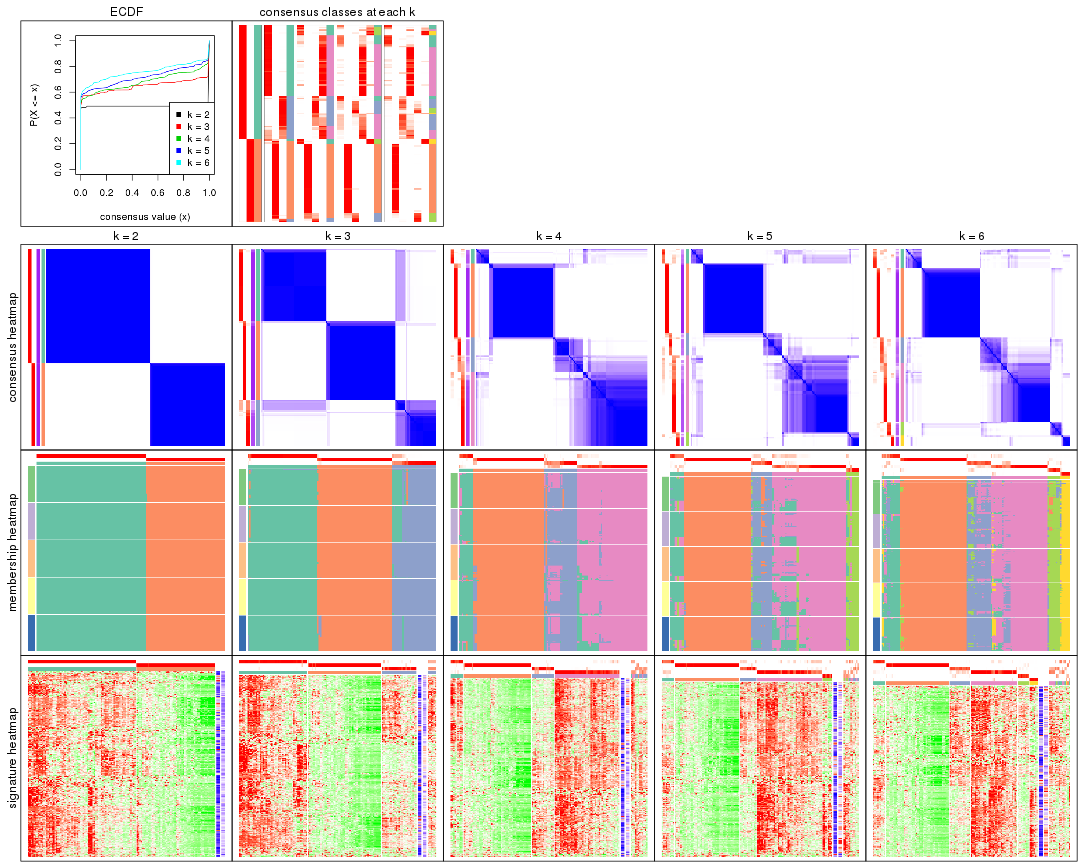 ECDF
consensus classes at each k
P(X <= x)
0.0 0.2 0.4 0.6 0.8 1.0
k = 2
k = 3
k = 4
k = 5
k = 6
0.0 0.2 0.4 0.6 0.8 1.0
consensus value (x)
k = 2
k = 3
k = 4
k = 5
k = 6
consensus heatmap
membership heatmap
signature heatmap